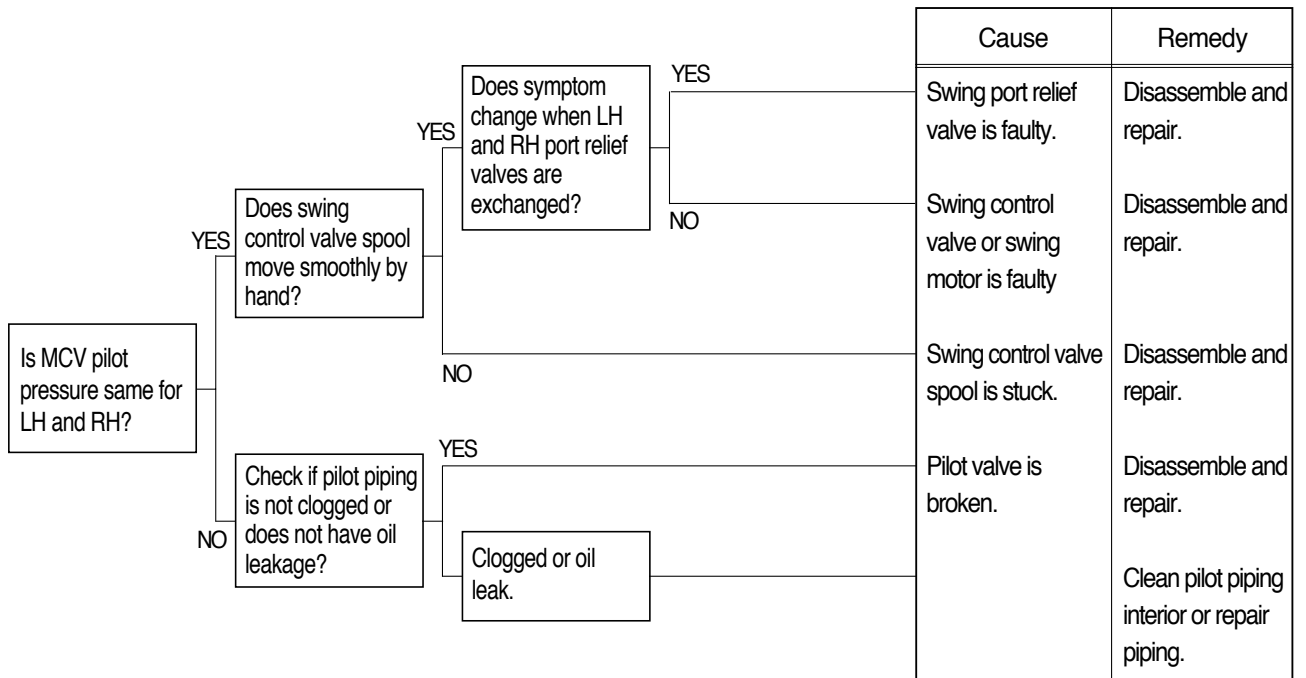 Cause
Remedy
YES
Does symptom
change when LH
and RH port relief
valves are
exchanged?
Swing port relief
valve is faulty.
Disassemble and
repair.
YES
NO
Swing control
valve or swing
motor is faulty
Disassemble and
repair.
Does swing
control valve spool
move smoothly by
hand?
YES
NO
Swing control valve
spool is stuck.
Disassemble and
repair.
Is MCV pilot
pressure same for
LH and RH?
YES
Check if pilot piping
is not clogged or
does not have oil
leakage?
NO
Pilot valve is
broken.
Disassemble and
repair.
Clogged or oil
leak.
Clean pilot piping
interior or repair
piping.